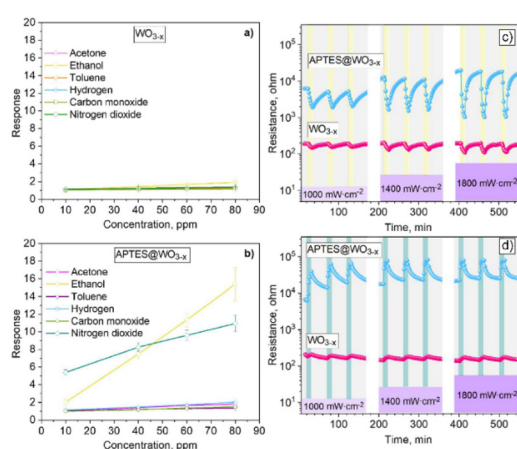 WO3-x
a)
Acetone
Ethanol
Toluene
Hydrogen
Carbon monoxide
Nitrogen dioxide
Response
20
18
16
14
12
10
8
6
4
2
0
0 10 20 30 40 50 60 70 80 90
Concentration, ppm
APTES@WO3-x
b)
Acetone
Ethanol
Toluene
Hydrogen
Carbon monoxide
Nitrogen dioxide
Response
20
18
16
14
12
10
8
6
4
2
0
0 10 20 30 40 50 60 70 80 90
Concentration, ppm
c)
APTES@WO3-x
WO3-x
Resistance, ohm
10^5
10^4
10^3
10^2
10^1
1000 mW·cm-2
1400 mW·cm-2
1800 mW·cm-2
0 100 200 300 400 500
Time, min
d)
APTES@WO3-x
WO3-x
Resistance, ohm
10^5
10^4
10^3
10^2
10^1
1000 mW·cm-2
1400 mW·cm-2
1800 mW·cm-2
0 100 200 300 400 500
Time, min